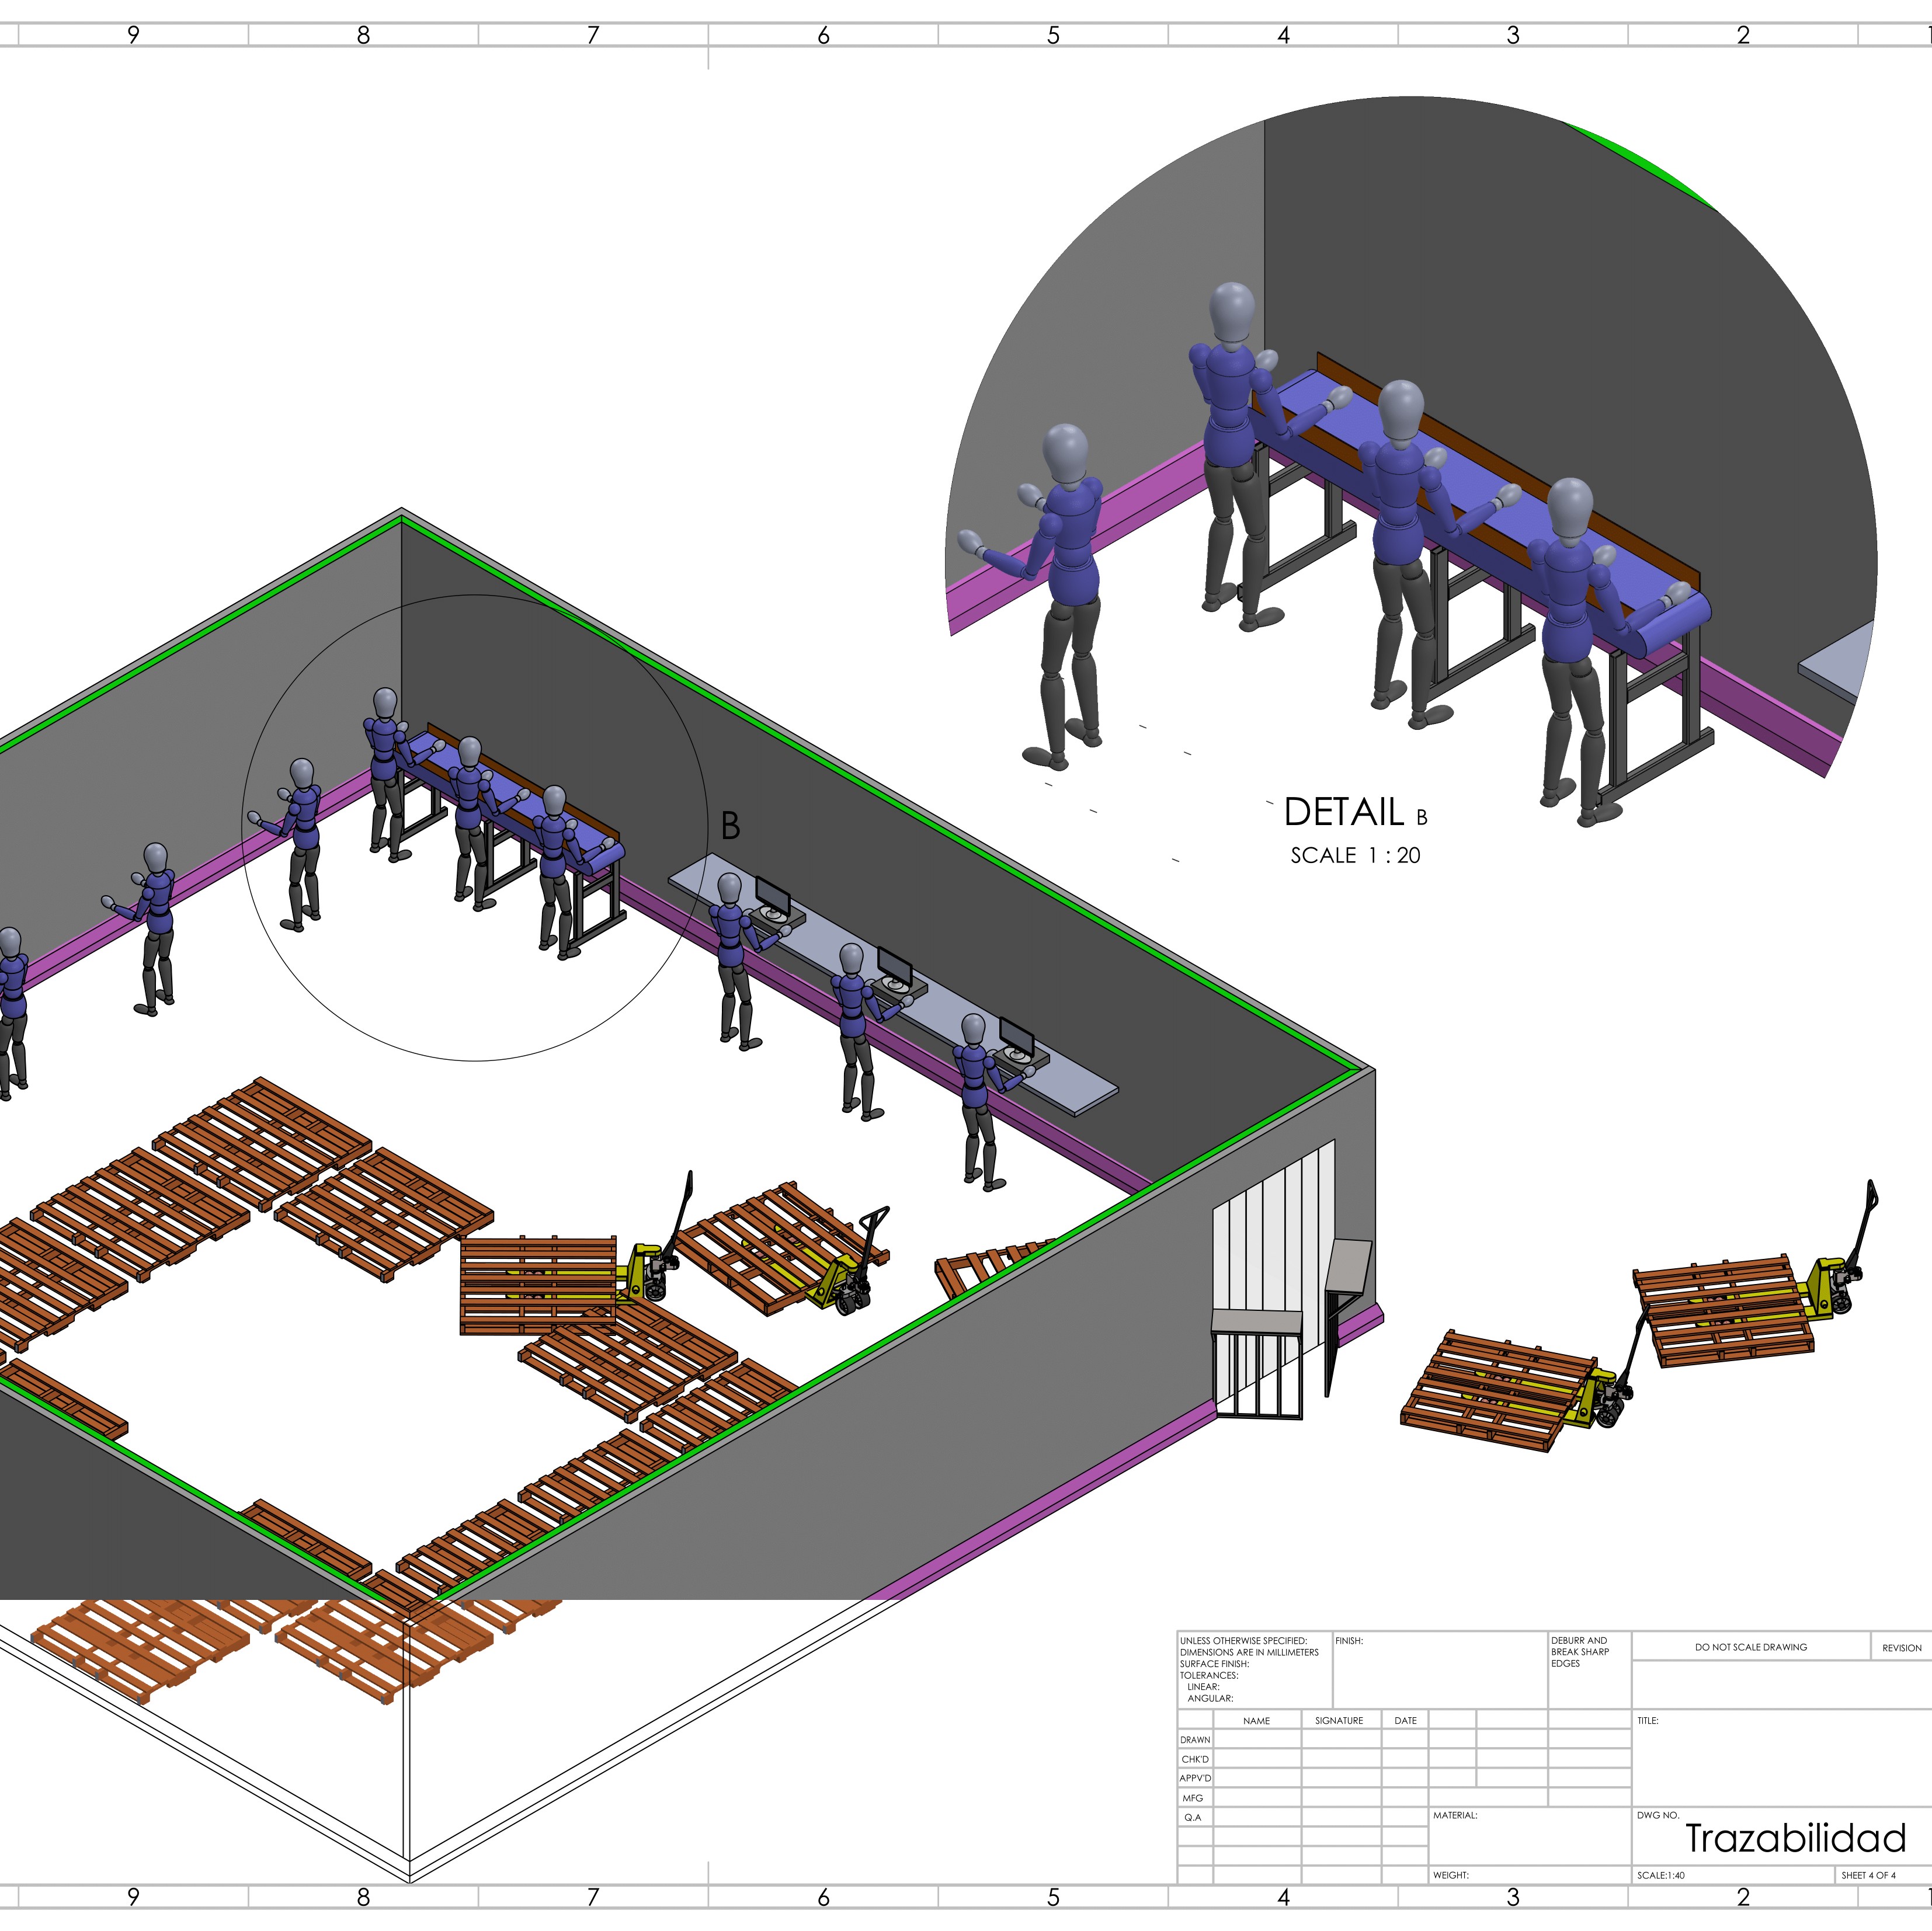 9 8 7 6 5 4 3 2 1
B
DETAIL B
SCALE 1 : 20
UNLESS OTHERWISE SPECIFIED:
DIMENSIONS ARE IN MILLIMETERS
SURFACE FINISH:
TOLERANCES:
LINEAR:
ANGULAR:
FINISH:
DEBURR AND
BREAK SHARP
EDGES
DO NOT SCALE DRAWING
REVISION
NAME SIGNATURE DATE
TITLE:
DRAWN
CHK'D
APPV'D
MFG
Q.A
MATERIAL:
DWG NO.
Trazabilidad
WEIGHT:
SCALE:1:40
SHEET 4 OF 4
9 8 7 6 5 4 3 2 1